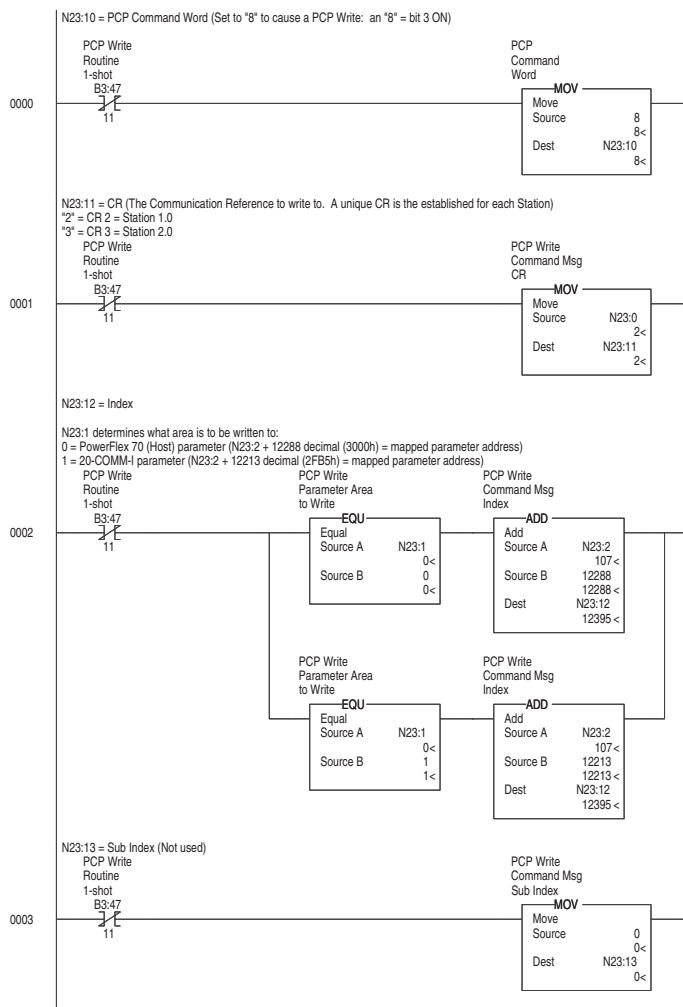 N23:10 = PCP Command Word (Set to "8" to cause a PCP Write: an "8" = bit 3 ON)
PCP Write
Routine
1-shot
B3:47
11
PCP
Command
Word
MOV
Move
Source 8
8<
Dest N23:10
8<
0000
N23:11 = CR (The Communication Reference to write to. A unique CR is the established for each Station)
"2" = CR 2 = Station 1.0
"3" = CR 3 = Station 2.0
PCP Write
Routine
1-shot
B3:47
11
PCP Write
Command Msg
CR
MOV
Move
Source N23:0
2<
Dest N23:11
2<
0001
N23:12 = Index
N23:1 determines what area is to be written to:
0 = PowerFlex 70 (Host) parameter (N23:2 + 12288 decimal (3000h) = mapped parameter address)
1 = 20-COMM-I parameter (N23:2 + 12213 decimal (2FB5h) = mapped parameter address)
PCP Write
Routine
1-shot
B3:47
11
PCP Write
Parameter Area
to Write
EQU
Equal
Source A N23:1
0<
Source B 0
0<
PCP Write
Command Msg
Index
ADD
Add
Source A N23:2
107<
Source B 12288
12288<
Dest N23:12
12395<
0002
PCP Write
Parameter Area
to Write
EQU
Equal
Source A N23:1
0<
Source B 1
1<
PCP Write
Command Msg
Index
ADD
Add
Source A N23:2
107<
Source B 12213
12213<
Dest N23:12
12395<
N23:13 = Sub Index (Not used)
PCP Write
Routine
1-shot
B3:47
11
PCP Write
Command Msg
Sub Index
MOV
Move
Source 0
0<
Dest N23:13
0<
0003